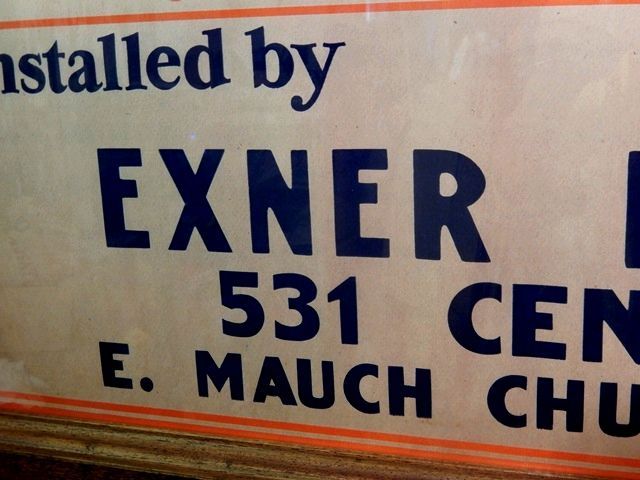 nstalled by
EXNER
531 CEN
E. MAUCH CHU